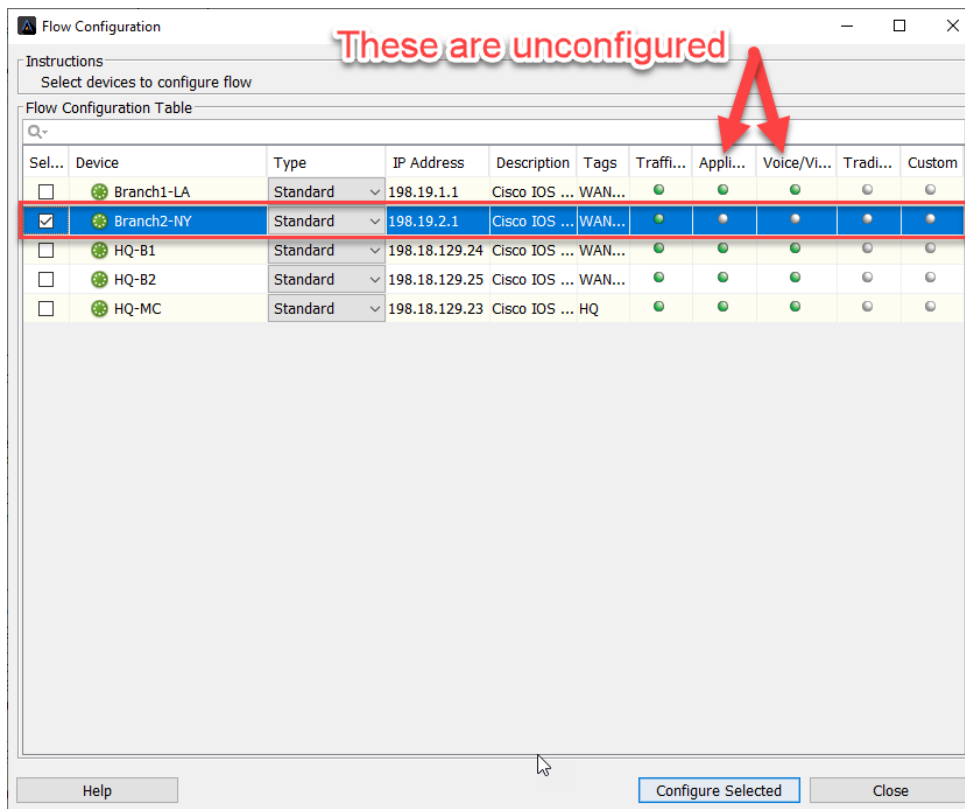 Flow Configuration
These are unconfigured
Instructions
Select devices to configure flow
Flow Configuration Table
Sel... Device Type IP Address Description Tags Traffi... Appli... Voice/Vi... Tradi... Custom
Branch1-LA Standard 198.19.1.1 Cisco IOS ... WAN...
Branch2-NY Standard 198.19.2.1 Cisco IOS ... WAN...
HQ-B1 Standard 198.18.129.24 Cisco IOS ... WAN...
HQ-B2 Standard 198.18.129.25 Cisco IOS ... WAN...
HQ-MC Standard 198.18.129.23 Cisco IOS ... HQ
Help Configure Selected Close